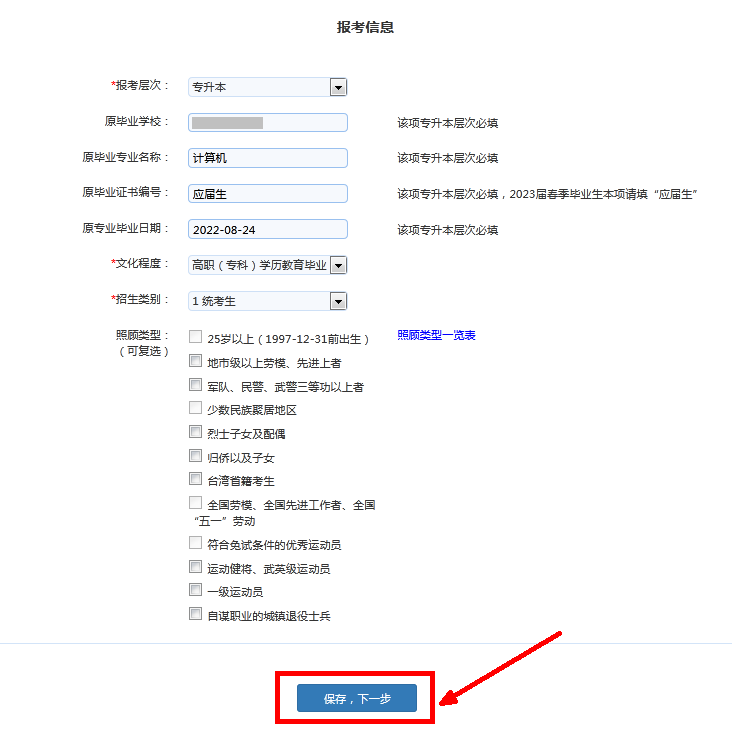 报考信息
*报考层次： 专升本
原毕业学校： 该项专升本层次必填
原毕业专业名称： 计算机 该项专升本层次必填
原毕业证书编号： 应届生 该项专升本层次必填，2023届春季毕业生本项请填“应届生”
原专业毕业日期： 2022-08-24 该项专升本层次必填
*文化程度： 高职（专科）学历教育毕业
*招生类别： 1 统考生
照顾类型： 25岁以上（1997-12-31前出生） 照顾类型一览表
（可复选）
地市级以上劳模、先进上者
军队、民警、武警三等功以上者
少数民族聚居地区
烈士子女及配偶
归侨以及子女
台湾省籍考生
全国劳模、全国先进工作者、全国
“五一”劳动
符合免试条件的优秀运动员
运动健将、武英级运动员
一级运动员
自谋职业的城镇退役士兵
保存，下一步